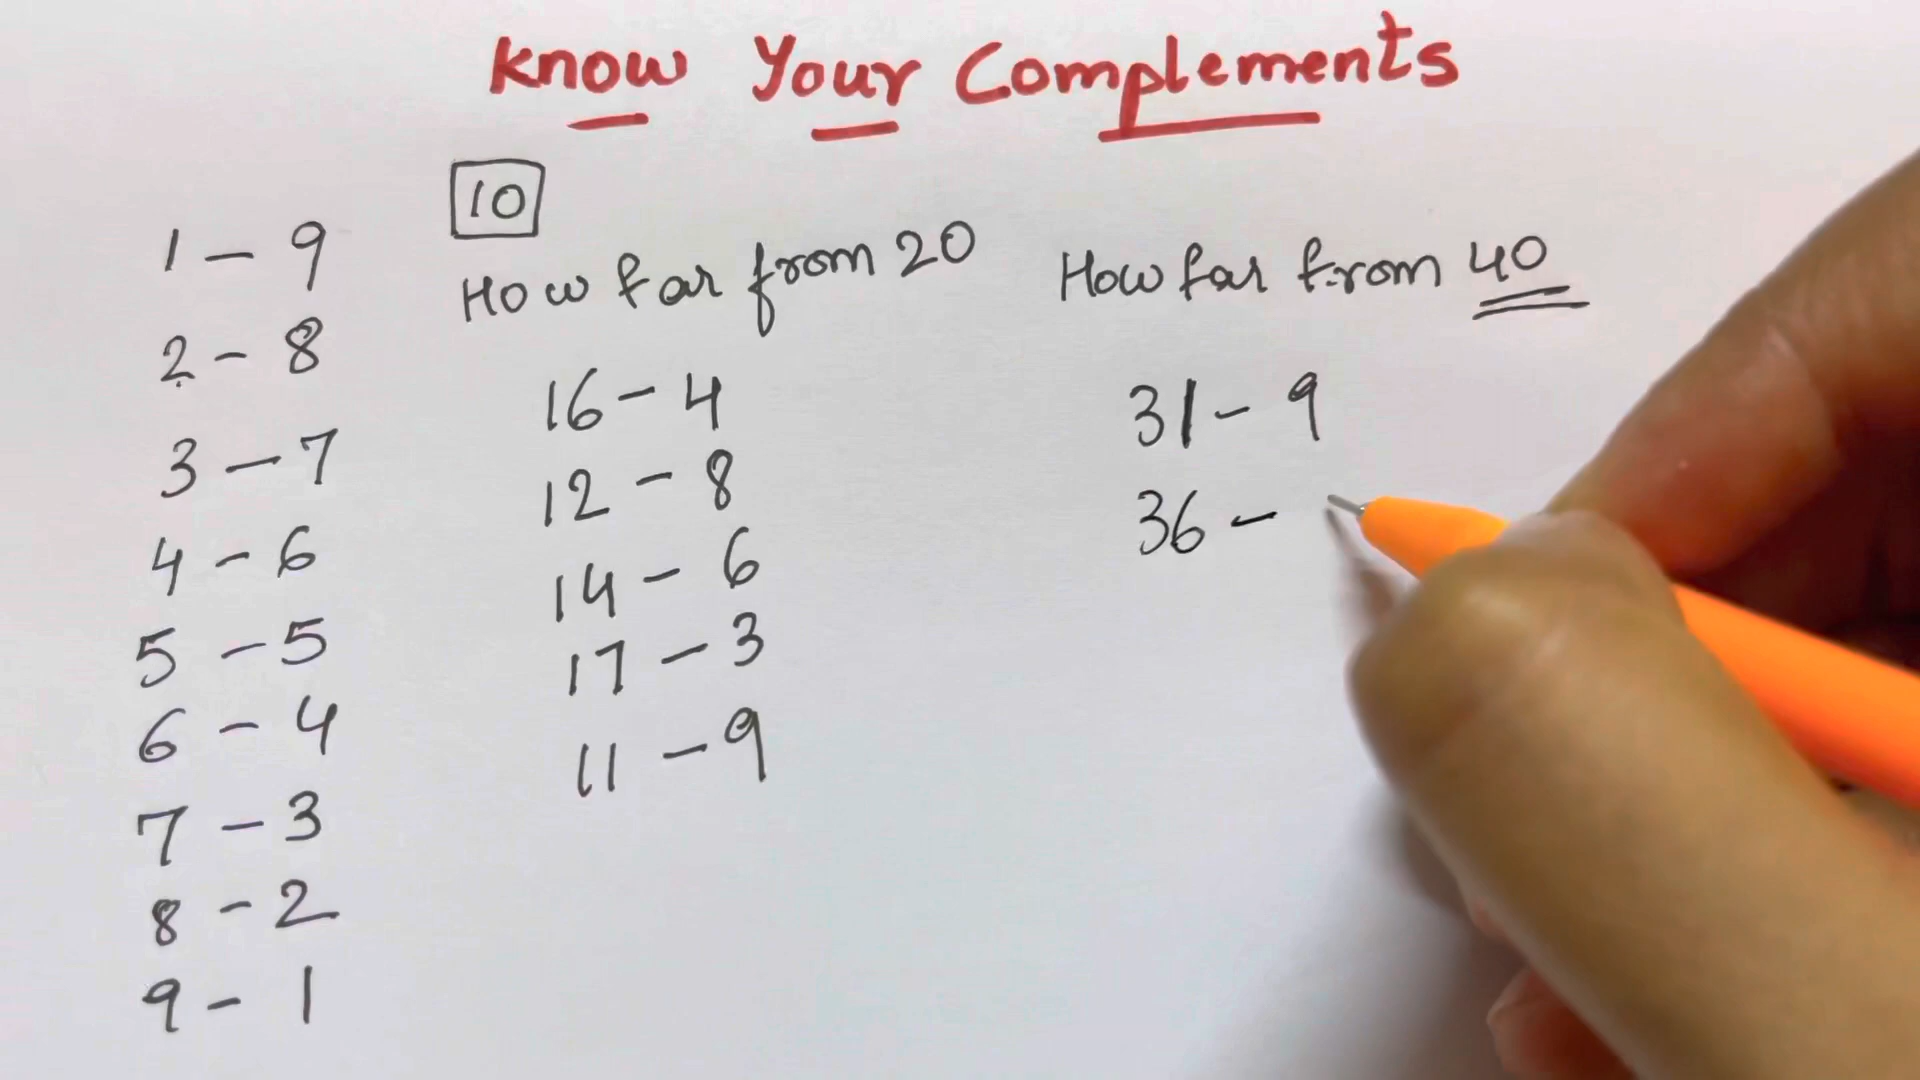 Know Your Complements
10
1 - 9
2 - 8
3 - 7
4 - 6
5 - 5
6 - 4
7 - 3
8 - 2
9 - 1
How far from 20
16 - 4
12 - 8
14 - 6
17 - 3
11 - 9
How far from 40
31 - 9
36 -